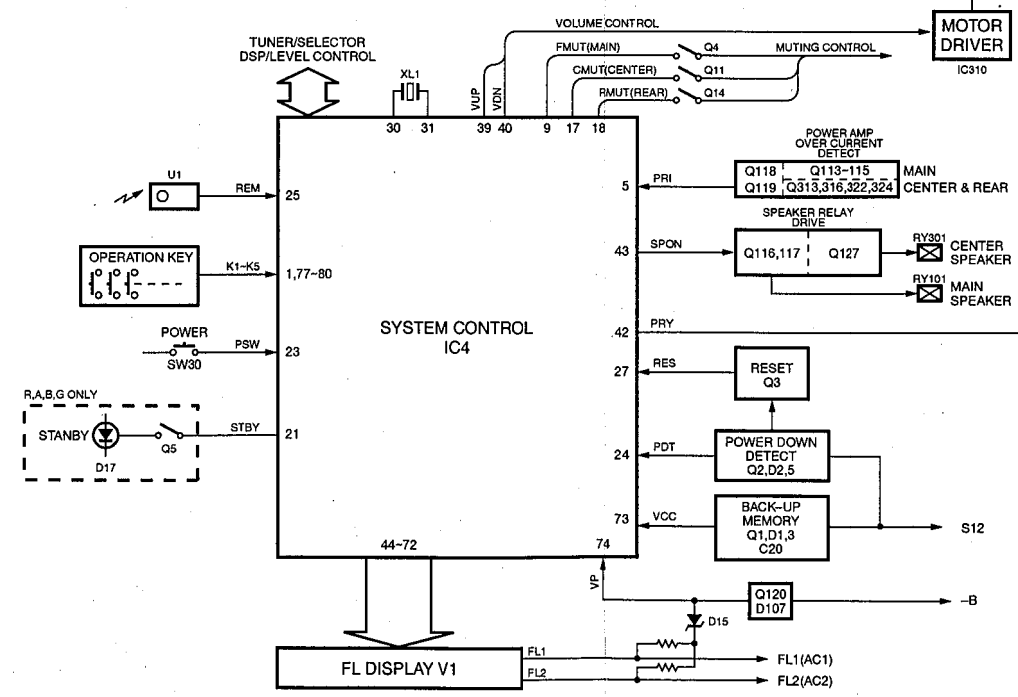 VOLUME CONTROL
MOTOR
DRIVER
IC310
TUNER/SELECTOR
DSP/LEVEL CONTROL
XL1
VUP
VDN
FMUT(MAIN)
Q4
MUTING CONTROL
CMUT(CENTER)
Q11
RMUT(REAR)
Q14
30
31
39
40
9
17
18
POWER AMP
OVER CURRENT
DETECT
U1
REM
25
5
PRI
Q118
Q113~115
MAIN
Q119
Q313,316,322,324
CENTER & REAR
SPEAKER RELAY
DRIVE
OPERATION KEY
K1~K5
1,77~80
43
SPON
Q116,117
Q127
RY301
CENTER
SPEAKER
RY101
MAIN
SPEAKER
SYSTEM CONTROL
IC4
42
PRY
POWER
PSW
23
SW30
27
RES
RESET
Q3
R,A,B,G ONLY
STANBY
D17
Q5
STBY
21
24
PDT
POWER DOWN
DETECT
Q2,D2,5
73
VCC
BACK-UP
MEMORY
Q1,D1,3
C20
S12
44~72
74
VP
Q120
D107
-B
D15
FL DISPLAY V1
FL1
FL1(AC1)
FL2
FL2(AC2)